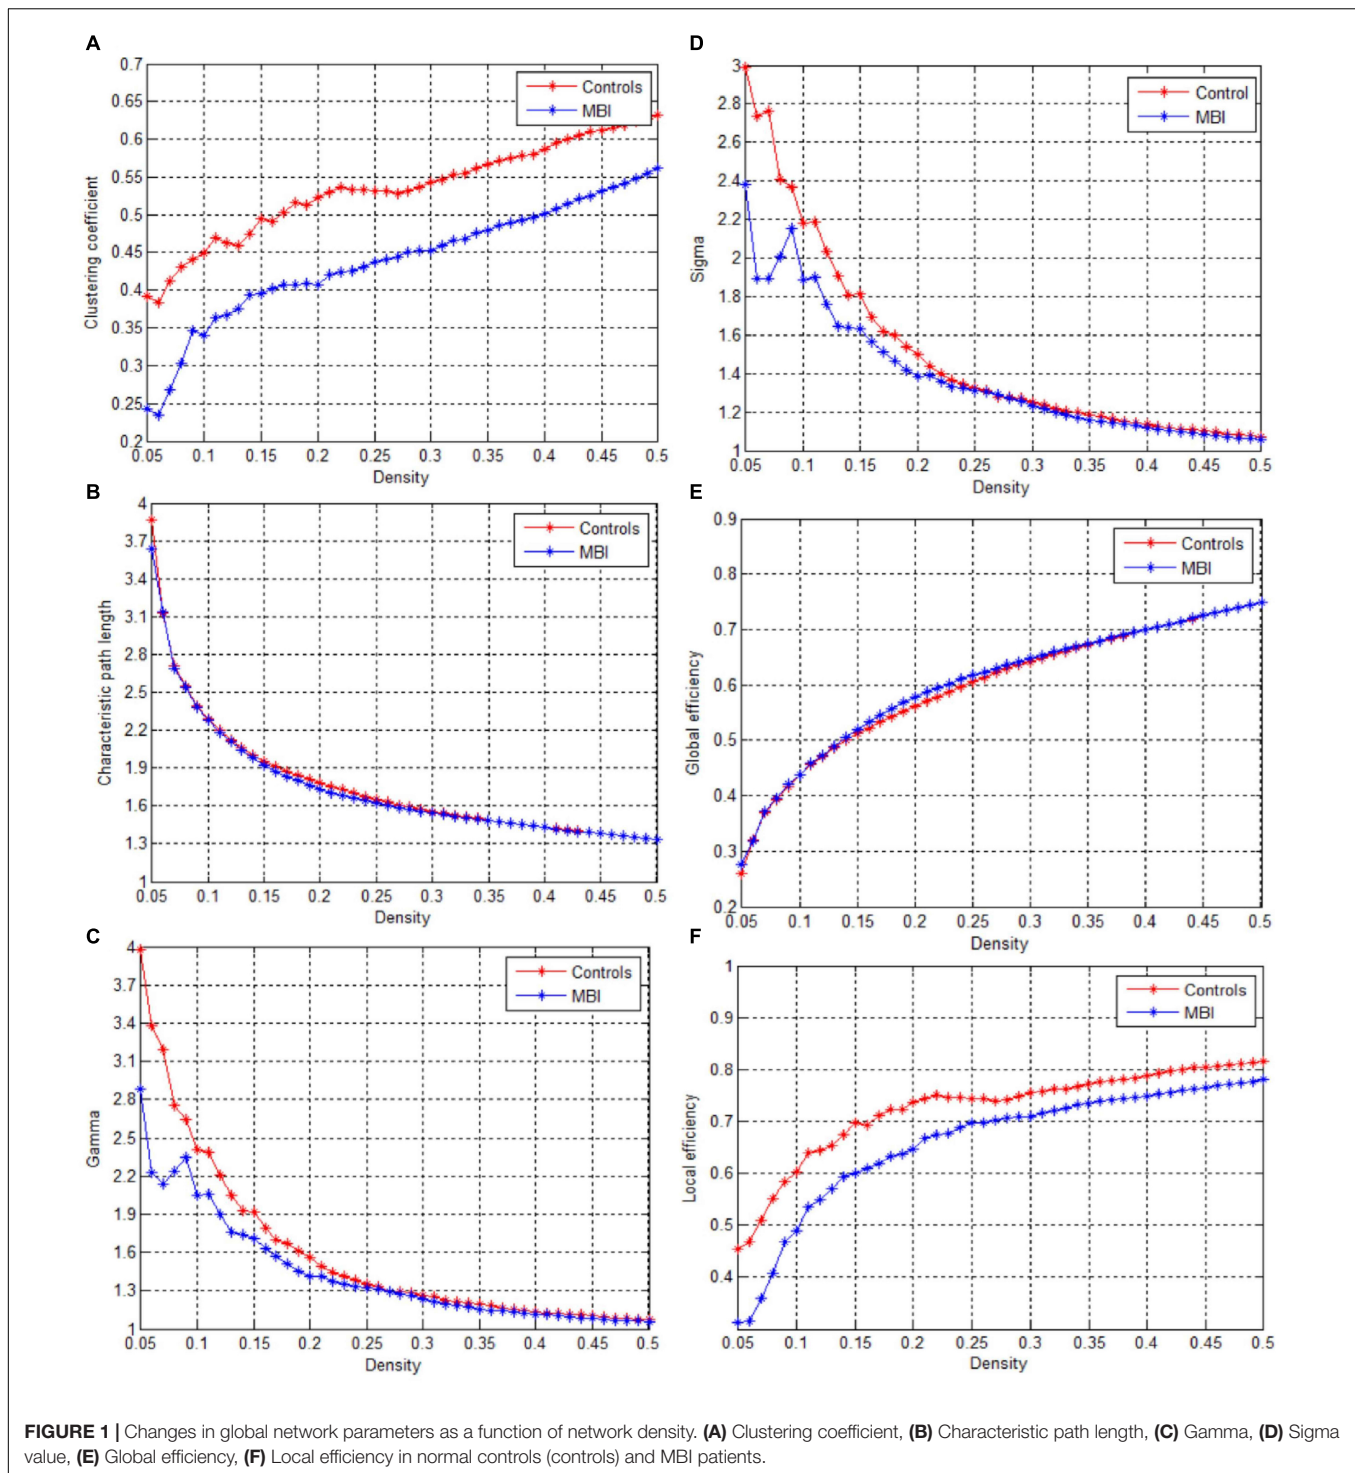 A
0.7
0.65
0.6
0.55
0.5
0.45
0.4
0.35
0.3
0.25
0.2
Clustering coefficient
0.05 0.1 0.15 0.2 0.25 0.3 0.35 0.4 0.45 0.5
Density
Controls
MBI
B
4
3.7
3.4
3.1
2.8
2.5
2.2
1.9
1.6
1.3
1
Characteristic path length
0.05 0.1 0.15 0.2 0.25 0.3 0.35 0.4 0.45 0.5
Density
Controls
MBI
C
4
3.7
3.4
3.1
2.8
2.5
2.2
1.9
1.6
1.3
1
Gamma
0.05 0.1 0.15 0.2 0.25 0.3 0.35 0.4 0.45 0.5
Density
Controls
MBI
D
3
2.8
2.6
2.4
2.2
2
1.8
1.6
1.4
1.2
1
Sigma
0.05 0.1 0.15 0.2 0.25 0.3 0.35 0.4 0.45 0.5
Density
Control
MBI
E
0.9
0.8
0.7
0.6
0.5
0.4
0.3
0.2
Global efficiency
0.05 0.1 0.15 0.2 0.25 0.3 0.35 0.4 0.45 0.5
Density
Controls
MBI
F
1
0.9
0.8
0.7
0.6
0.5
0.4
Local efficiency
0.05 0.1 0.15 0.2 0.25 0.3 0.35 0.4 0.45 0.5
Density
Controls
MBI
FIGURE 1 | Changes in global network parameters as a function of network density. (A) Clustering coefficient, (B) Characteristic path length, (C) Gamma, (D) Sigma
value, (E) Global efficiency, (F) Local efficiency in normal controls (controls) and MBI patients.